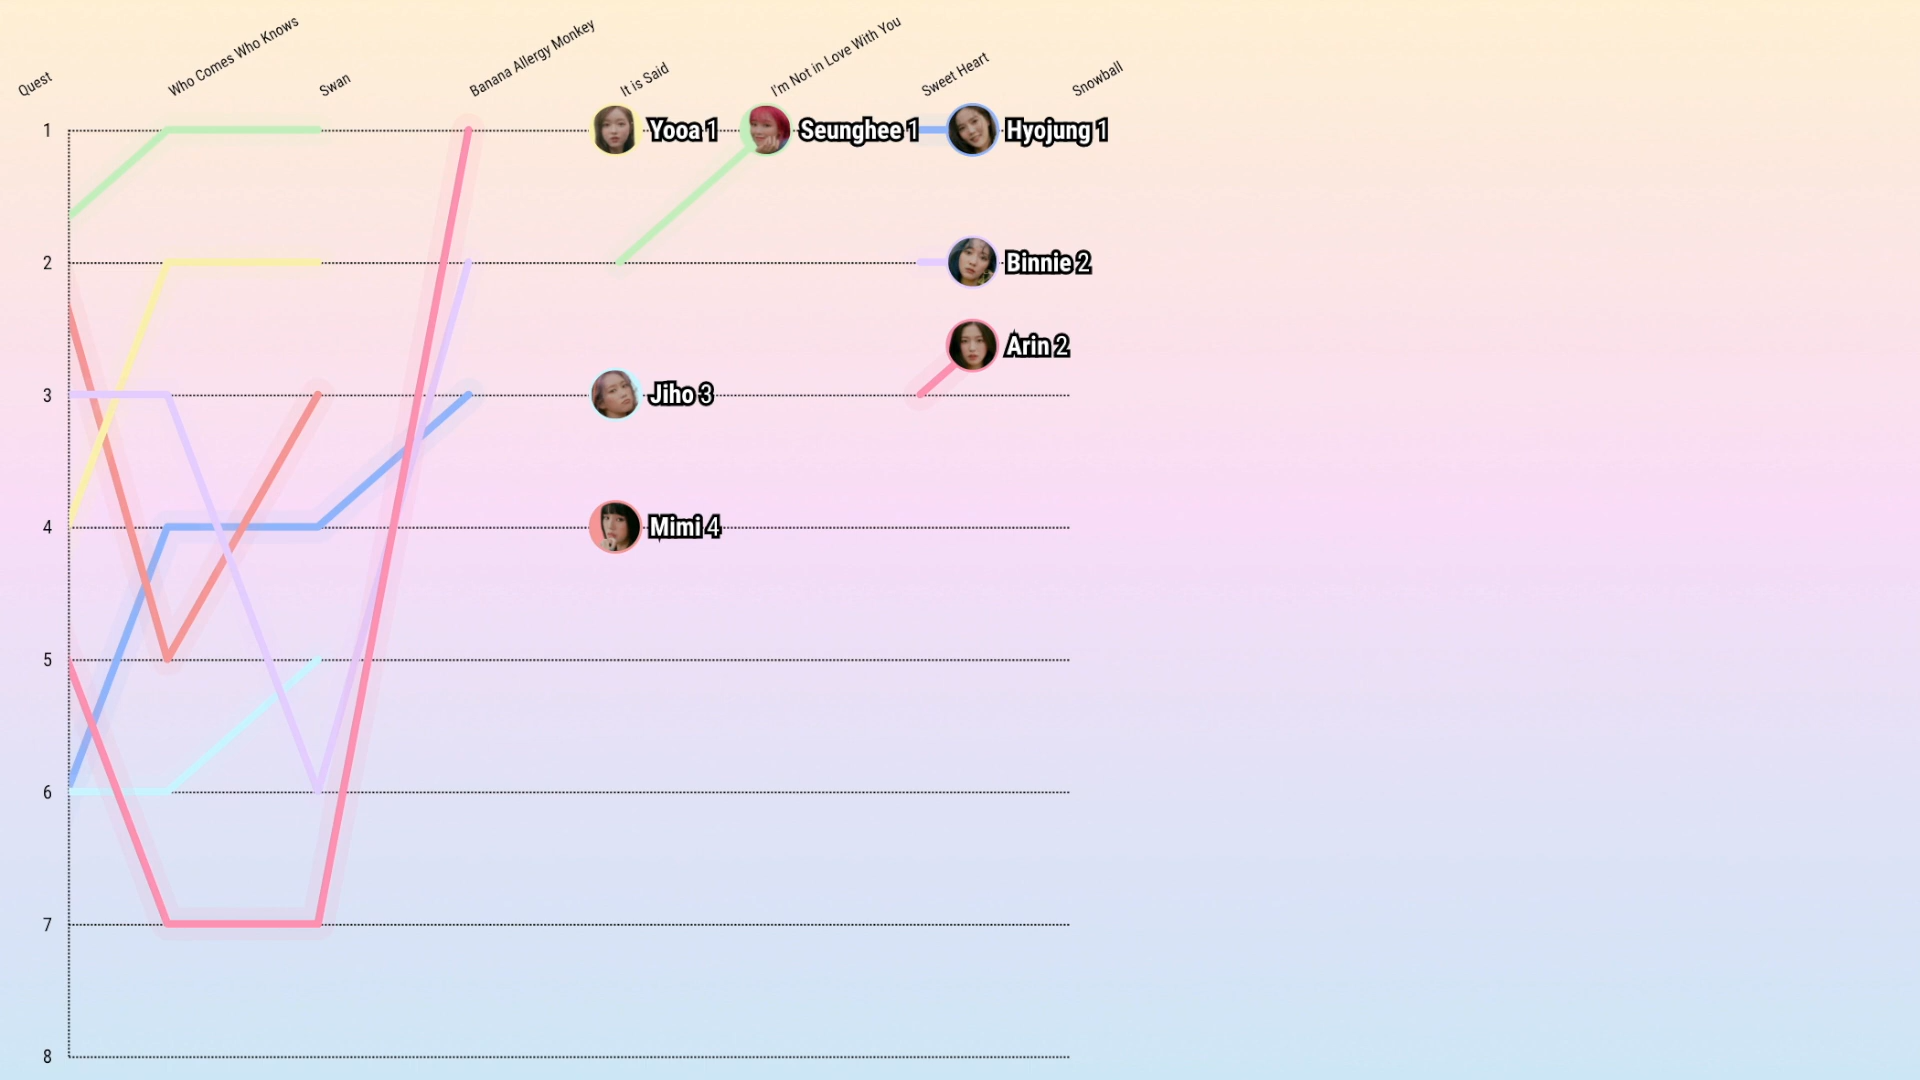 Quest
Who Comes Who Knows
Swan
Banana Allergy Monkey
It is Said
I'm Not in Love With You
Sweet Heart
Snowball
1
Yooa 1
Seunghee 1
Hyojung 1
2
Binnie 2
Arin 2
3
Jiho 3
4
Mimi 4
5
6
7
8